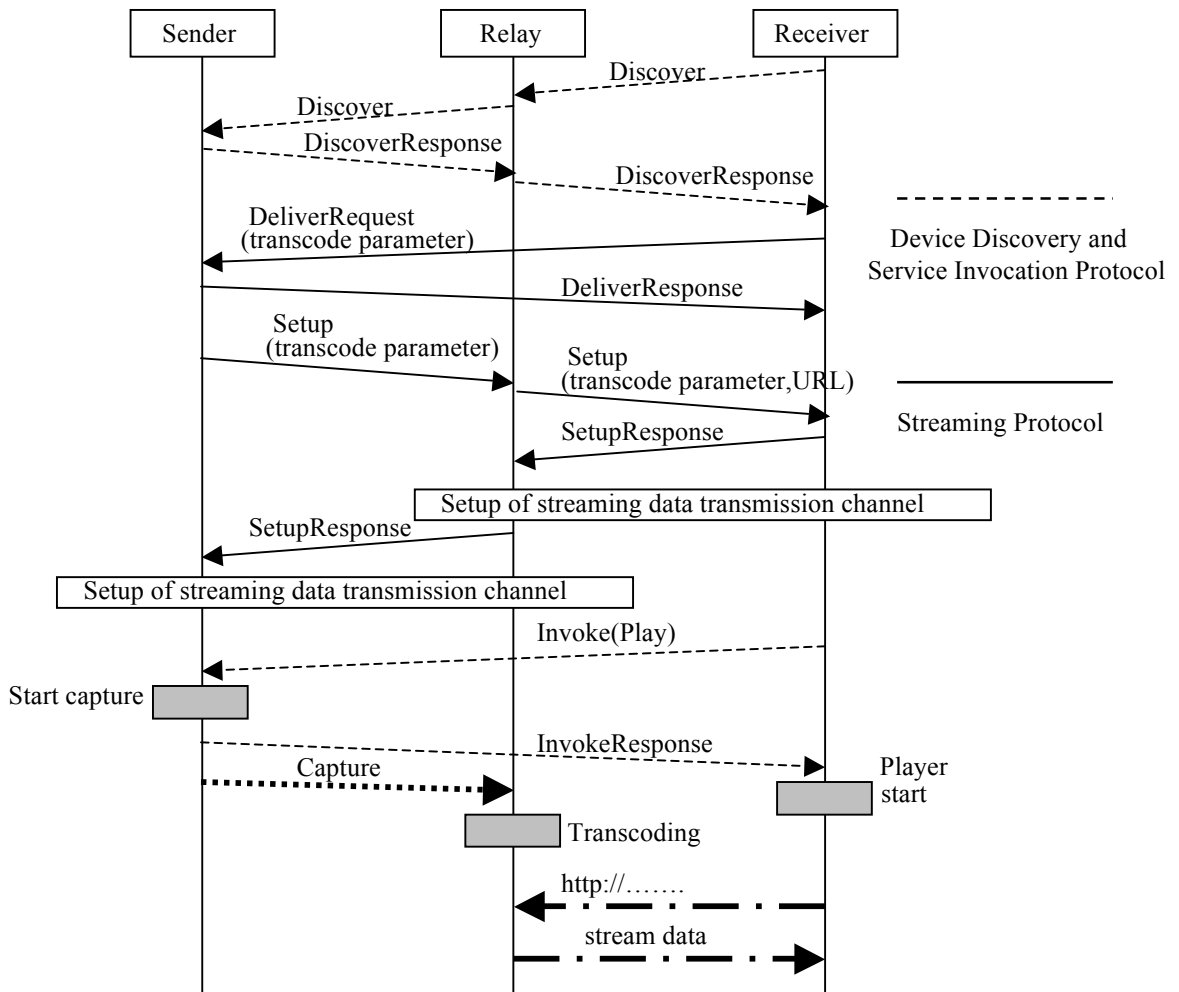 Sender
Relay
Receiver
Discover
Discover
DiscoverResponse
DiscoverResponse
DeliverRequest
(transcode parameter)
Device Discovery and
Service Invocation Protocol
DeliverResponse
Setup
(transcode parameter)
Setup
(transcode parameter,URL)
Streaming Protocol
SetupResponse
Setup of streaming data transmission channel
SetupResponse
Setup of streaming data transmission channel
Invoke(Play)
Start capture
InvokeResponse
Capture
Player
start
Transcoding
http://…….
stream data